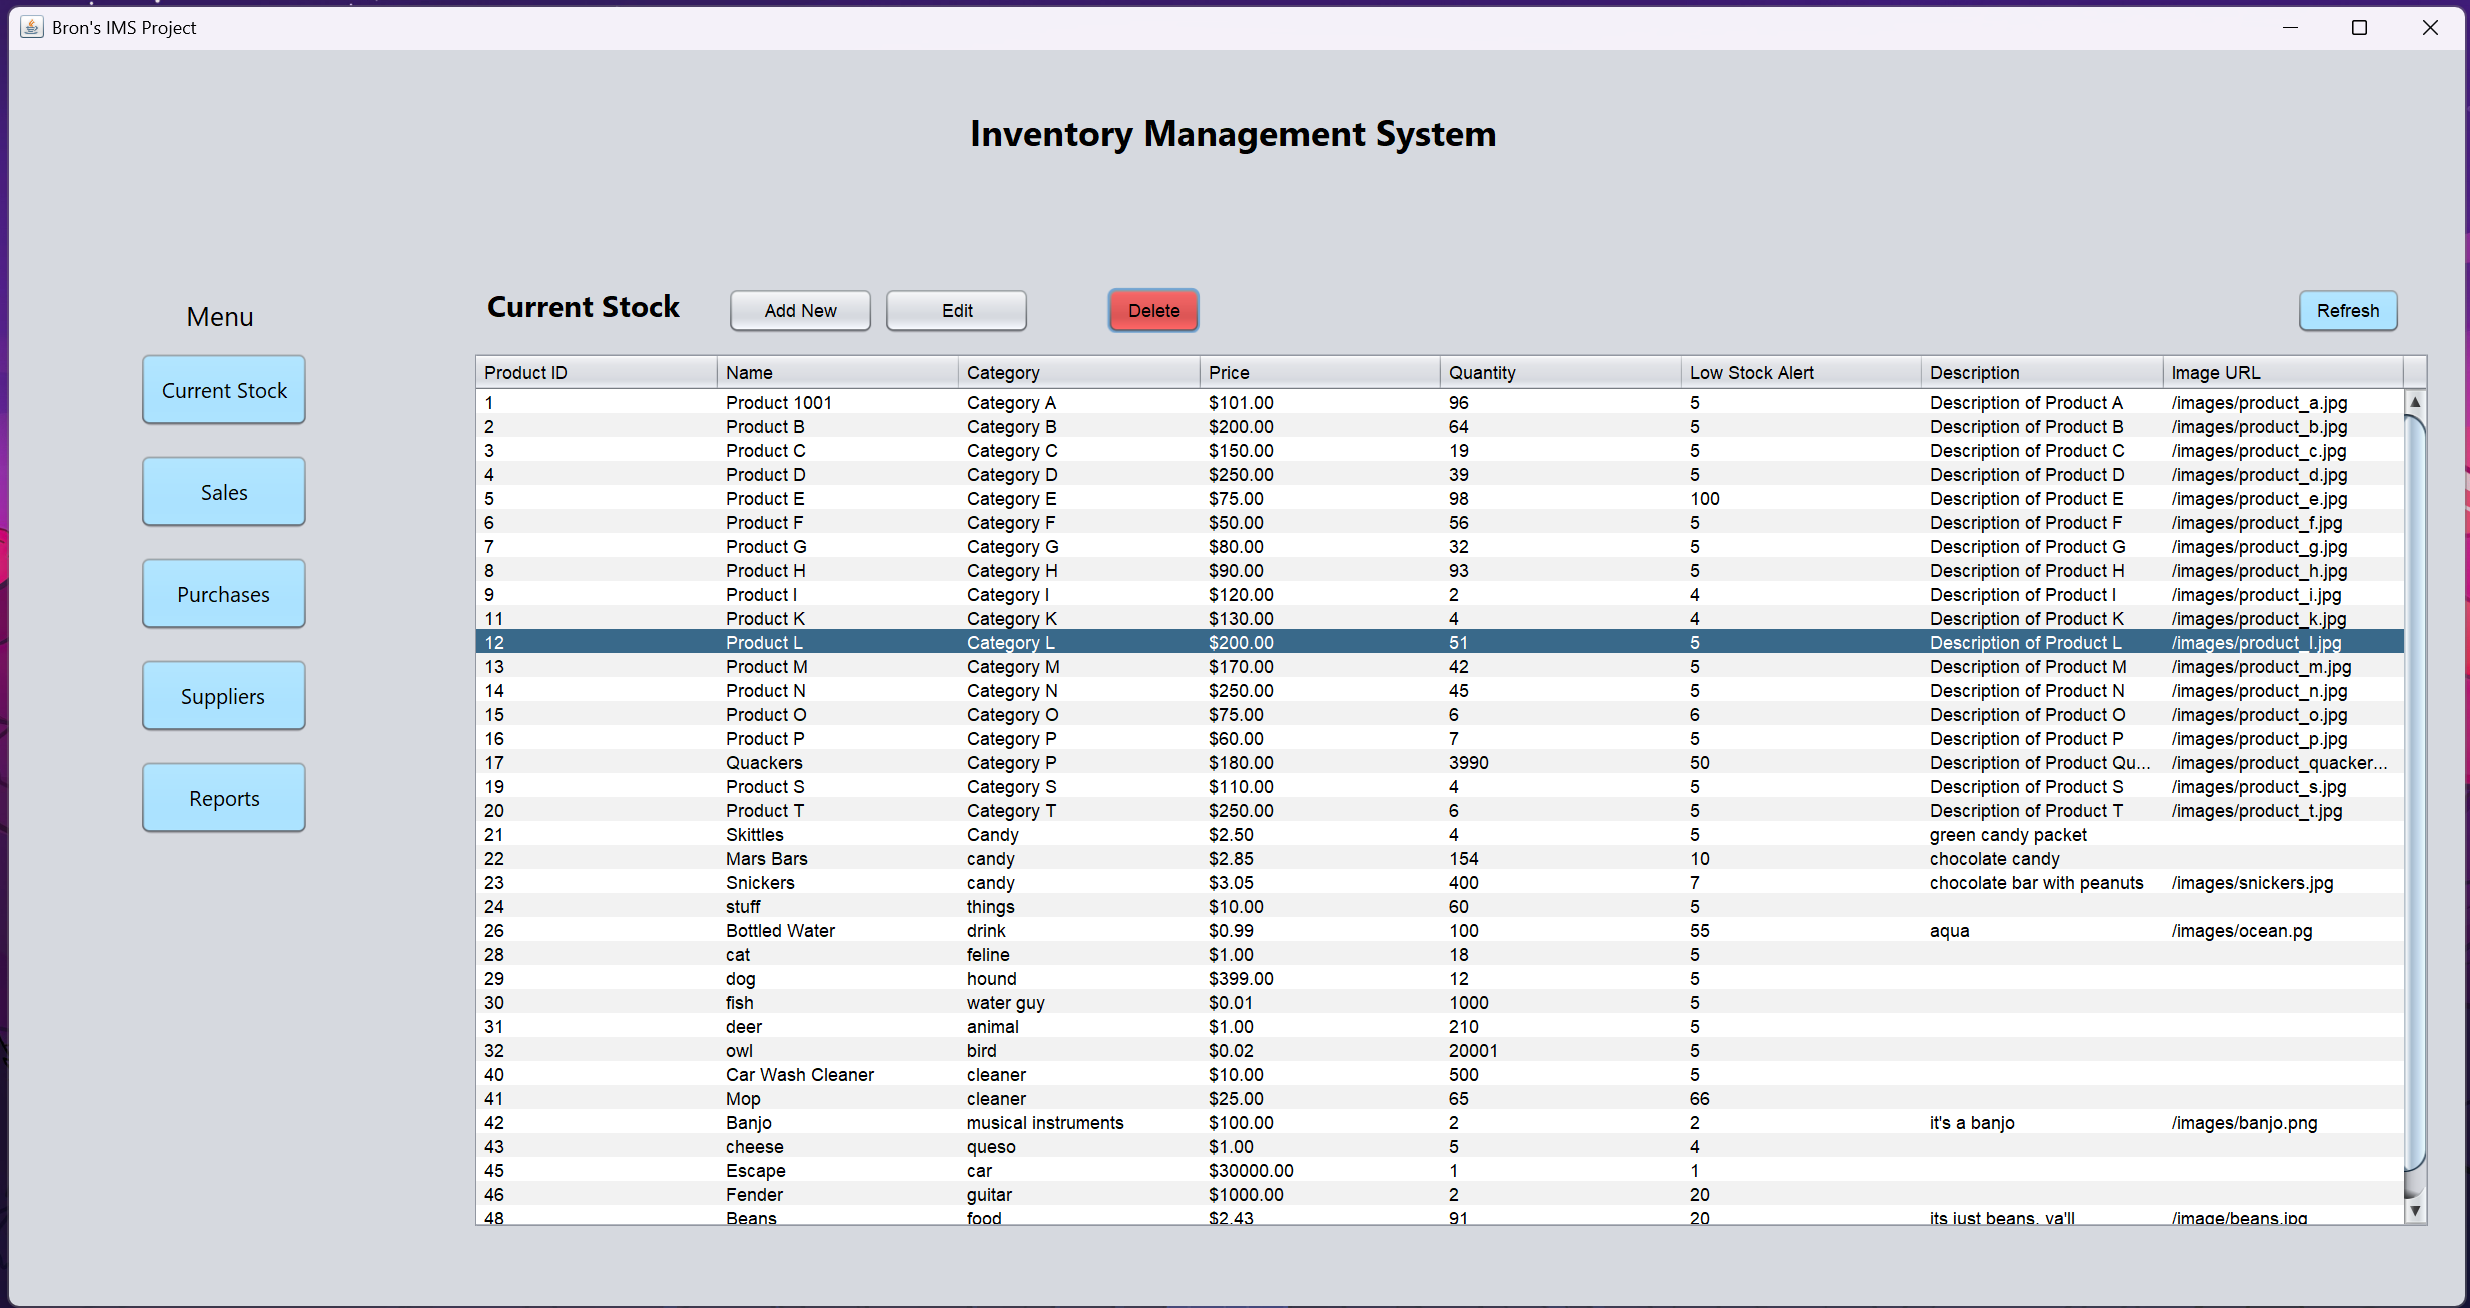 Bron's IMS Project
Inventory Management System
Menu
Current Stock
Sales
Purchases
Suppliers
Reports
Current Stock Add New Edit Delete Refresh
Product ID Name Category Price Quantity Low Stock Alert Description Image URL
1 Product 1001 Category A $101.00 96 5 Description of Product A /images/product_a.jpg
2 Product B Category B $200.00 64 5 Description of Product B /images/product_b.jpg
3 Product C Category C $150.00 19 5 Description of Product C /images/product_c.jpg
4 Product D Category D $250.00 39 5 Description of Product D /images/product_d.jpg
5 Product E Category E $75.00 98 100 Description of Product E /images/product_e.jpg
6 Product F Category F $50.00 56 5 Description of Product F /images/product_f.jpg
7 Product G Category G $80.00 32 5 Description of Product G /images/product_g.jpg
8 Product H Category H $90.00 93 5 Description of Product H /images/product_h.jpg
9 Product I Category I $120.00 2 4 Description of Product I /images/product_i.jpg
11 Product K Category K $130.00 4 4 Description of Product K /images/product_k.jpg
12 Product L Category L $200.00 51 5 Description of Product L /images/product_l.jpg
13 Product M Category M $170.00 42 5 Description of Product M /images/product_m.jpg
14 Product N Category N $250.00 45 5 Description of Product N /images/product_n.jpg
15 Product O Category O $75.00 6 6 Description of Product O /images/product_o.jpg
16 Product P Category P $60.00 7 5 Description of Product P /images/product_p.jpg
17 Quackers Category P $180.00 3990 50 Description of Product Qu... /images/product_quacker...
19 Product S Category S $110.00 4 5 Description of Product S /images/product_s.jpg
20 Product T Category T $250.00 6 5 Description of Product T /images/product_t.jpg
21 Skittles Candy $2.50 4 5 green candy packet
22 Mars Bars candy $2.85 154 10 chocolate candy
23 Snickers candy $3.05 400 7 chocolate bar with peanuts /images/snickers.jpg
24 stuff things $10.00 60 5
26 Bottled Water drink $0.99 100 55 aqua /images/ocean.pg
28 cat feline $1.00 18 5
29 dog hound $399.00 12 5
30 fish water guy $0.01 1000 5
31 deer animal $1.00 210 5
32 owl bird $0.02 20001 5
40 Car Wash Cleaner cleaner $10.00 500 5
41 Mop cleaner $25.00 65 66
42 Banjo musical instruments $100.00 2 2 it's a banjo /images/banjo.png
43 cheese queso $1.00 5 4
45 Escape car $30000.00 1 1
46 Fender guitar $1000.00 2 20
48 Beans food $2.43 91 20 its just beans, ya'll /image/beans.jpg